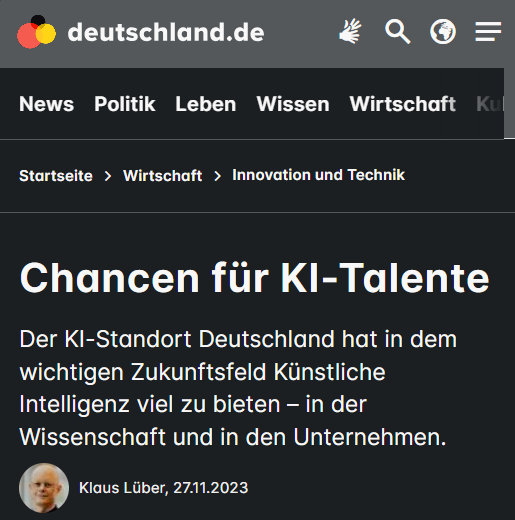 deutschland.de
News Politik Leben Wissen Wirtschaft
Startseite > Wirtschaft > Innovation und Technik
Chancen für KI-Talente
Der KI-Standort Deutschland hat in dem
wichtigen Zukunftsfeld Künstliche
Intelligenz viel zu bieten – in der
Wissenschaft und in den Unternehmen.
Klaus Lüber, 27.11.2023